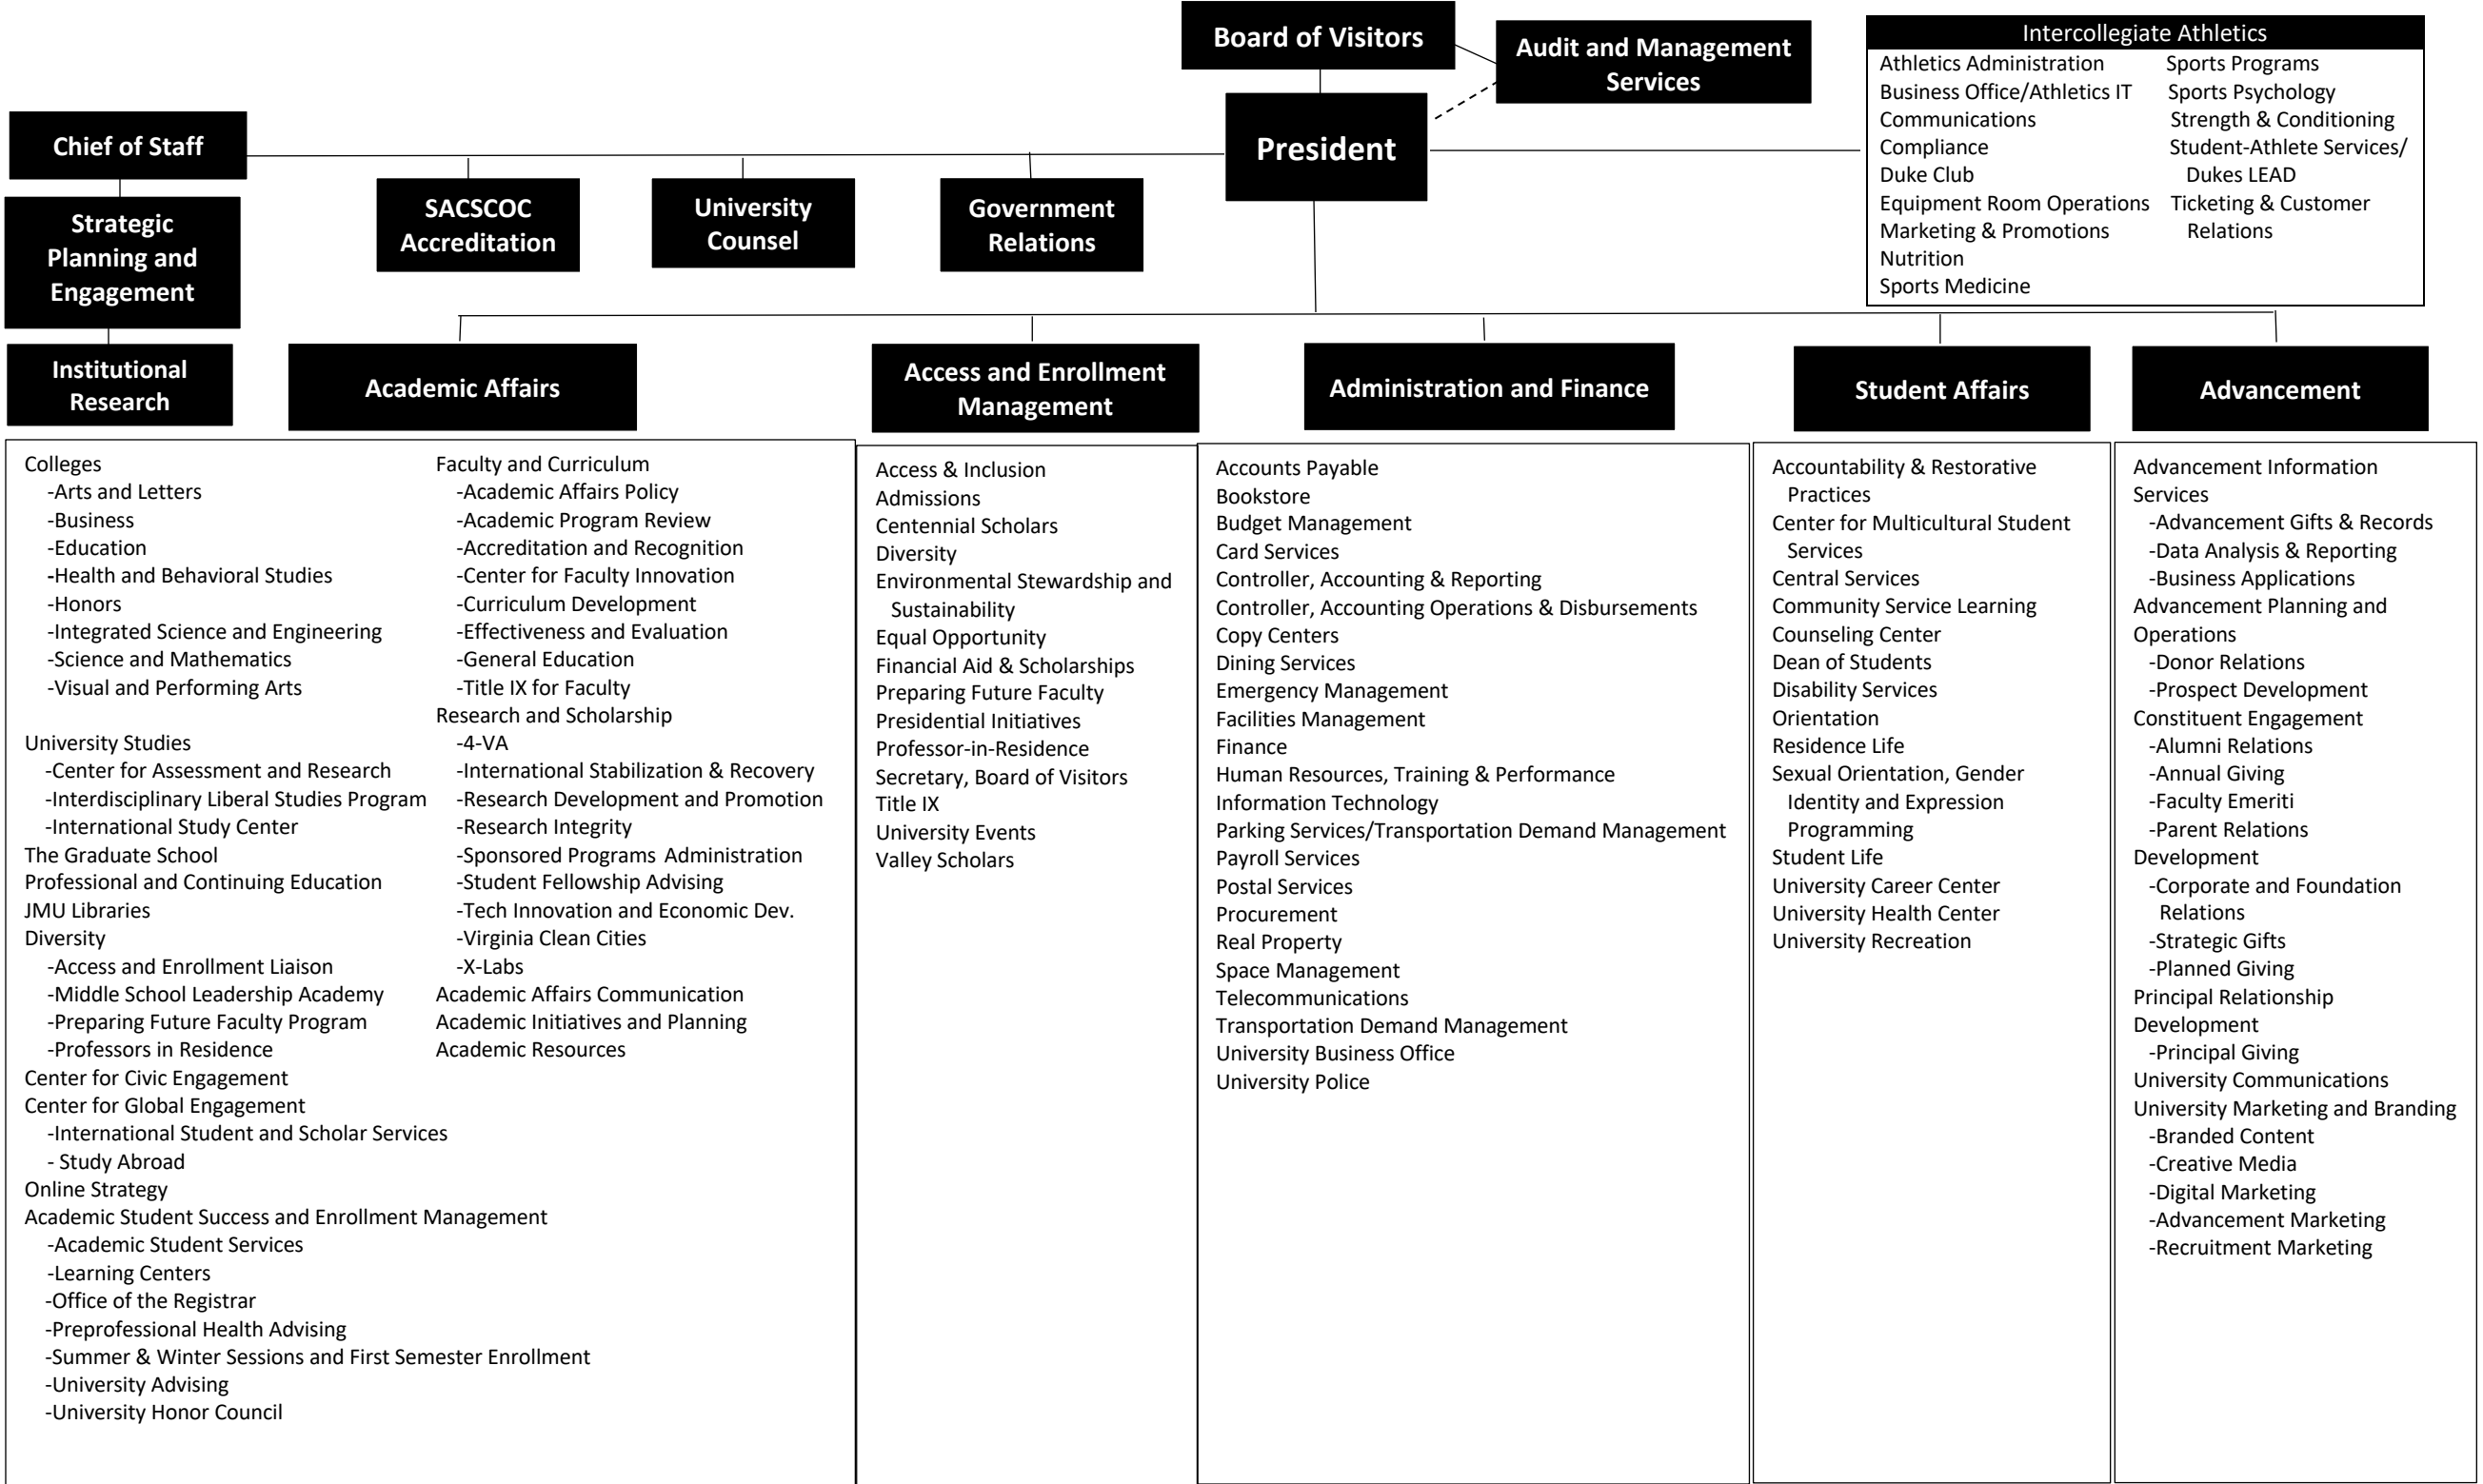 Board of Visitors
Audit and Management
Services
Intercollegiate Athletics
Athletics Administration
Business Office/Athletics IT
Communications
Compliance
Duke Club
Equipment Room Operations
Marketing & Promotions
Nutrition
Sports Medicine
Sports Programs
Sports Psychology
Strength & Conditioning
Student-Athlete Services/
Dukes LEAD
Ticketing & Customer
Relations
President
Chief of Staff
Strategic
Planning and
Engagement
Institutional
Research
SACSCOC
Accreditation
University
Counsel
Government
Relations
Academic Affairs
Colleges
-Arts and Letters
-Business
-Education
-Health and Behavioral Studies
-Honors
-Integrated Science and Engineering
-Science and Mathematics
-Visual and Performing Arts
University Studies
-Center for Assessment and Research
-Interdisciplinary Liberal Studies Program
-International Study Center
The Graduate School
Professional and Continuing Education
JMU Libraries
Diversity
-Access and Enrollment Liaison
-Middle School Leadership Academy
-Preparing Future Faculty Program
-Professors in Residence
Center for Civic Engagement
Center for Global Engagement
-International Student and Scholar Services
- Study Abroad
Online Strategy
Academic Student Success and Enrollment Management
-Academic Student Services
-Learning Centers
-Office of the Registrar
-Preprofessional Health Advising
-Summer & Winter Sessions and First Semester Enrollment
-University Advising
-University Honor Council
Faculty and Curriculum
-Academic Affairs Policy
-Academic Program Review
-Accreditation and Recognition
-Center for Faculty Innovation
-Curriculum Development
-Effectiveness and Evaluation
-General Education
-Title IX for Faculty
Research and Scholarship
-4-VA
-International Stabilization & Recovery
-Research Development and Promotion
-Research Integrity
-Sponsored Programs Administration
-Student Fellowship Advising
-Tech Innovation and Economic Dev.
-Virginia Clean Cities
-X-Labs
Academic Affairs Communication
Academic Initiatives and Planning
Academic Resources
Access and Enrollment
Management
Access & Inclusion
Admissions
Centennial Scholars
Diversity
Environmental Stewardship and
Sustainability
Equal Opportunity
Financial Aid & Scholarships
Preparing Future Faculty
Presidential Initiatives
Professor-in-Residence
Secretary, Board of Visitors
Title IX
University Events
Valley Scholars
Administration and Finance
Accounts Payable
Bookstore
Budget Management
Card Services
Controller, Accounting & Reporting
Controller, Accounting Operations & Disbursements
Copy Centers
Dining Services
Emergency Management
Facilities Management
Finance
Human Resources, Training & Performance
Information Technology
Parking Services/Transportation Demand Management
Payroll Services
Postal Services
Procurement
Real Property
Space Management
Telecommunications
Transportation Demand Management
University Business Office
University Police
Student Affairs
Accountability & Restorative
Practices
Center for Multicultural Student
Services
Central Services
Community Service Learning
Counseling Center
Dean of Students
Disability Services
Orientation
Residence Life
Sexual Orientation, Gender
Identity and Expression
Programming
Student Life
University Career Center
University Health Center
University Recreation
Advancement
Advancement Information
Services
-Advancement Gifts & Records
-Data Analysis & Reporting
-Business Applications
Advancement Planning and
Operations
-Donor Relations
-Prospect Development
Constituent Engagement
-Alumni Relations
-Annual Giving
-Faculty Emeriti
-Parent Relations
Development
-Corporate and Foundation
Relations
-Strategic Gifts
-Planned Giving
Principal Relationship
Development
-Principal Giving
University Communications
University Marketing and Branding
-Branded Content
-Creative Media
-Digital Marketing
-Advancement Marketing
-Recruitment Marketing